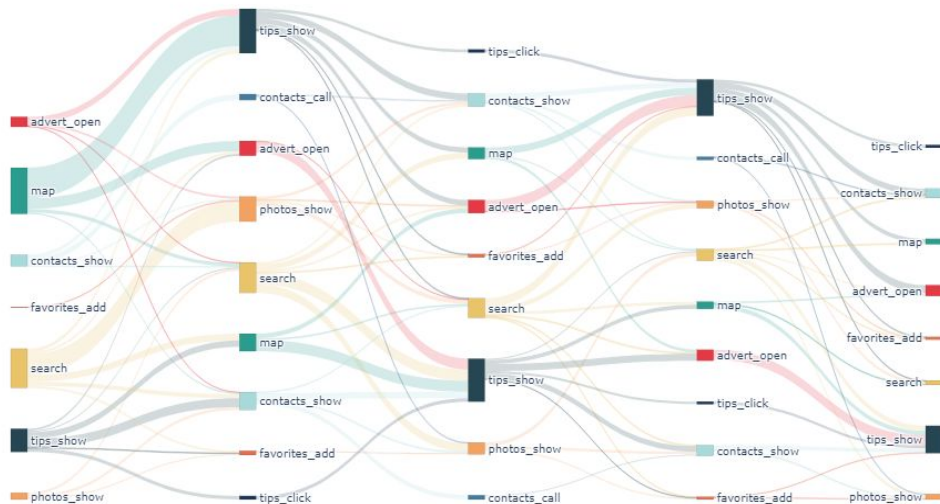 advert_open
map
contacts_show
favorites_add
search
tips_show
photos_show
tips_show
contacts_call
advert_open
photos_show
search
map
contacts_show
favorites_add
tips_click
tips_click
contacts_show
map
advert_open
favorites_add
search
tips_show
photos_show
contacts_call
tips_show
contacts_call
photos_show
search
map
advert_open
tips_click
contacts_show
favorites_add
tips_click
contacts_show
map
advert_open
favorites_add
search
tips_show
photos_show